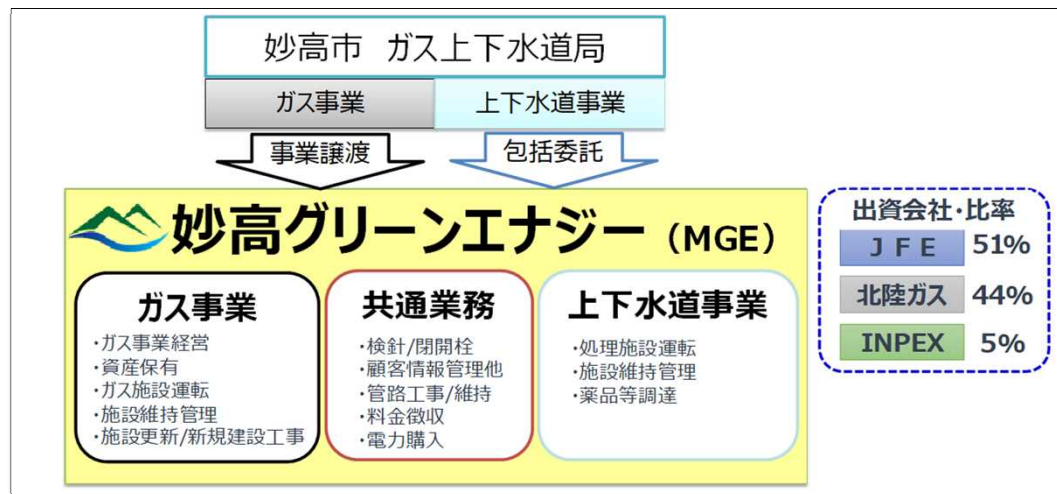 妙高市 ガス上下水道局
ガス事業
上下水道事業
事業譲渡
包括委託
妙高グリーンエナジー（MGE）
ガス事業
・ガス事業経営
・資産保有
・ガス施設運転
・施設維持管理
・施設更新/新規建設工事
共通業務
・検針/閉開栓
・顧客情報管理他
・管路工事/維持
・料金徴収
・電力購入
上下水道事業
・処理施設運転
・施設維持管理
・薬品等調達
出資会社・比率
ＪＦＥ 51%
北陸ガス 44%
INPEX 5%